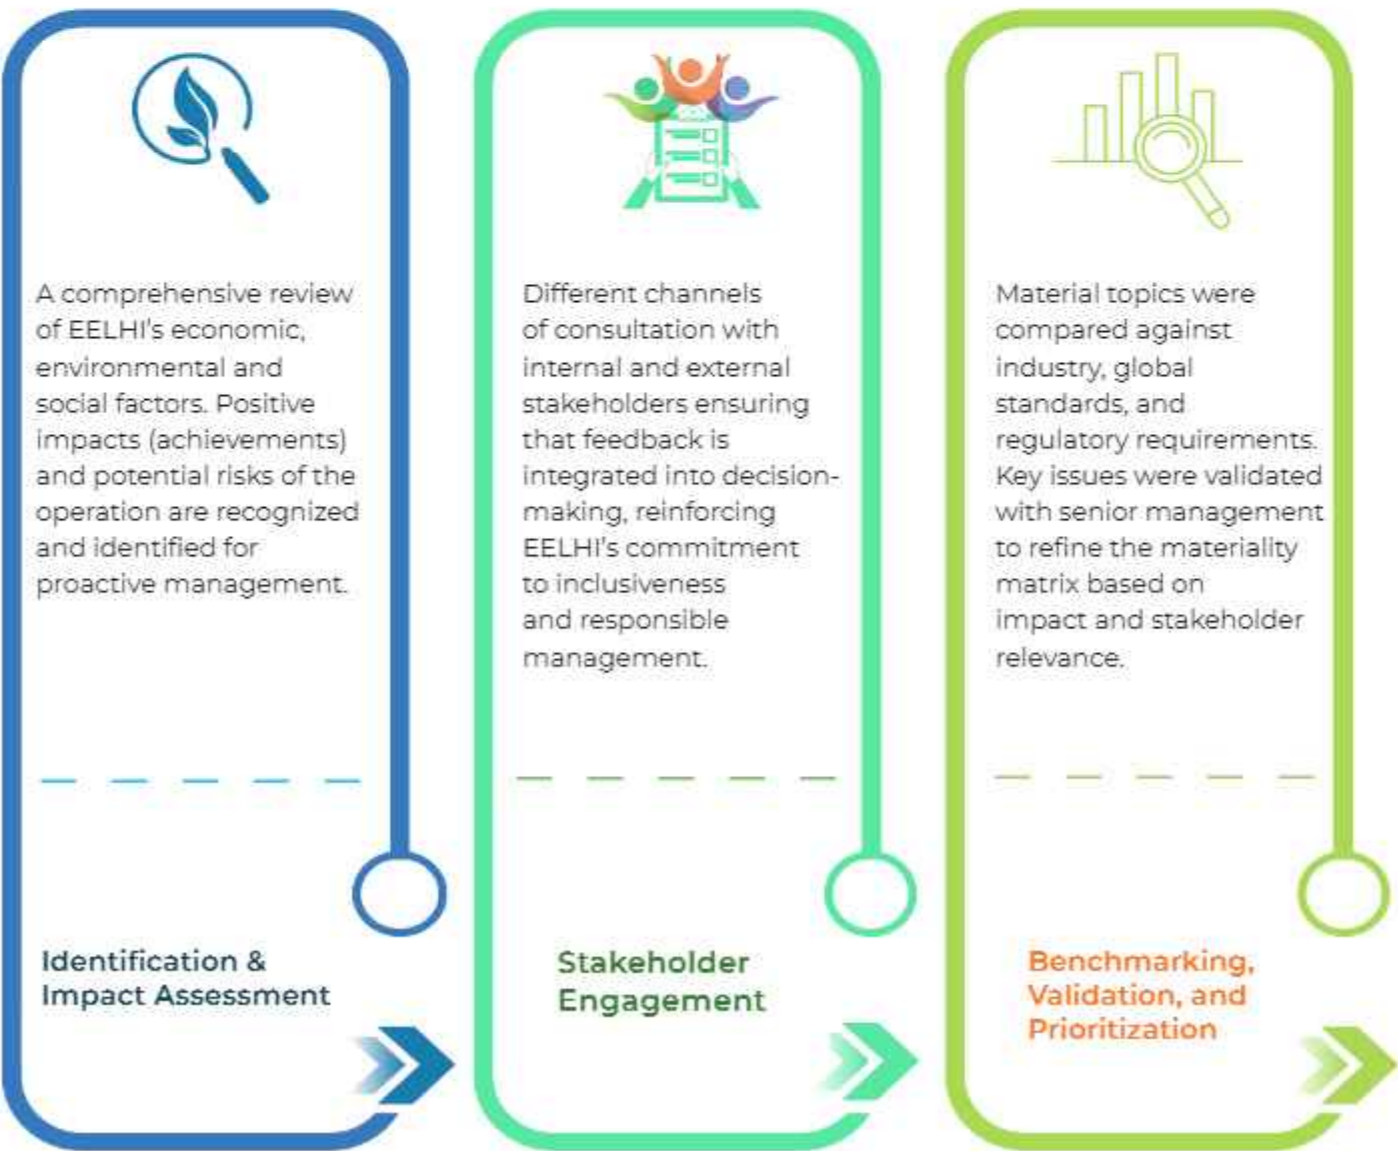 A comprehensive review
of EELHI's economic,
environmental and
social factors. Positive
impacts (achievements)
and potential risks of the
operation are recognized
and identified for
proactive management.
Identification &
Impact Assessment
Different channels
of consultation with
internal and external
stakeholders ensuring
that feedback is
integrated into decision-
making, reinforcing
EELHI's commitment
to inclusiveness
and responsible
management.
Stakeholder
Engagement
Material topics were
compared against
industry, global
standards, and
regulatory requirements.
Key issues were validated
with senior management
to refine the materiality
matrix based on
impact and stakeholder
relevance.
Benchmarking,
Validation, and
Prioritization